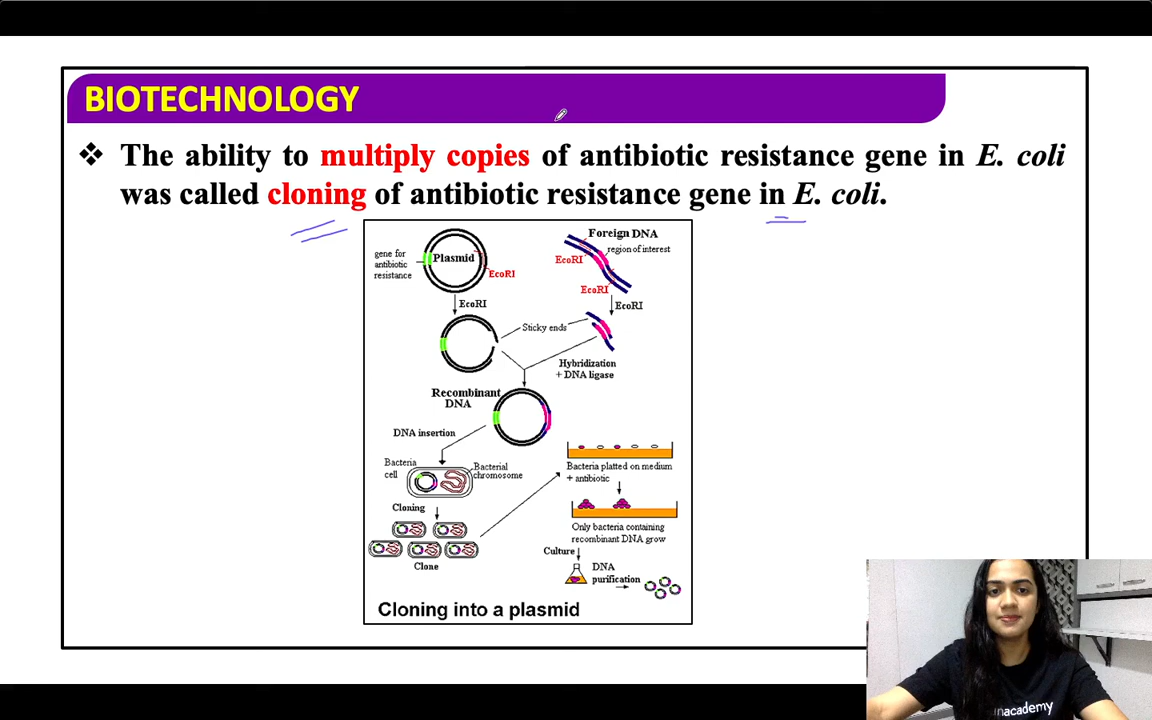 BIOTECHNOLOGY
❖ The ability to multiply copies of antibiotic resistance gene in E. coli
was called cloning of antibiotic resistance gene in E. coli.
gene for
antibiotic
resistance
Plasmid
EcoRI
EcoRI
Foreign DNA
region of interest
EcoRI
EcoRI
EcoRI
Sticky ends
Hybridization
+ DNA ligase
Recombinant
DNA
DNA insertion
Bacteria
cell
Bacterial
chromosome
Cloning
Clone
Bacteria platted on medium
+ antibiotic
Only bacteria containing
recombinant DNA grow
Culture
DNA
purification
Cloning into a plasmid
nacademy